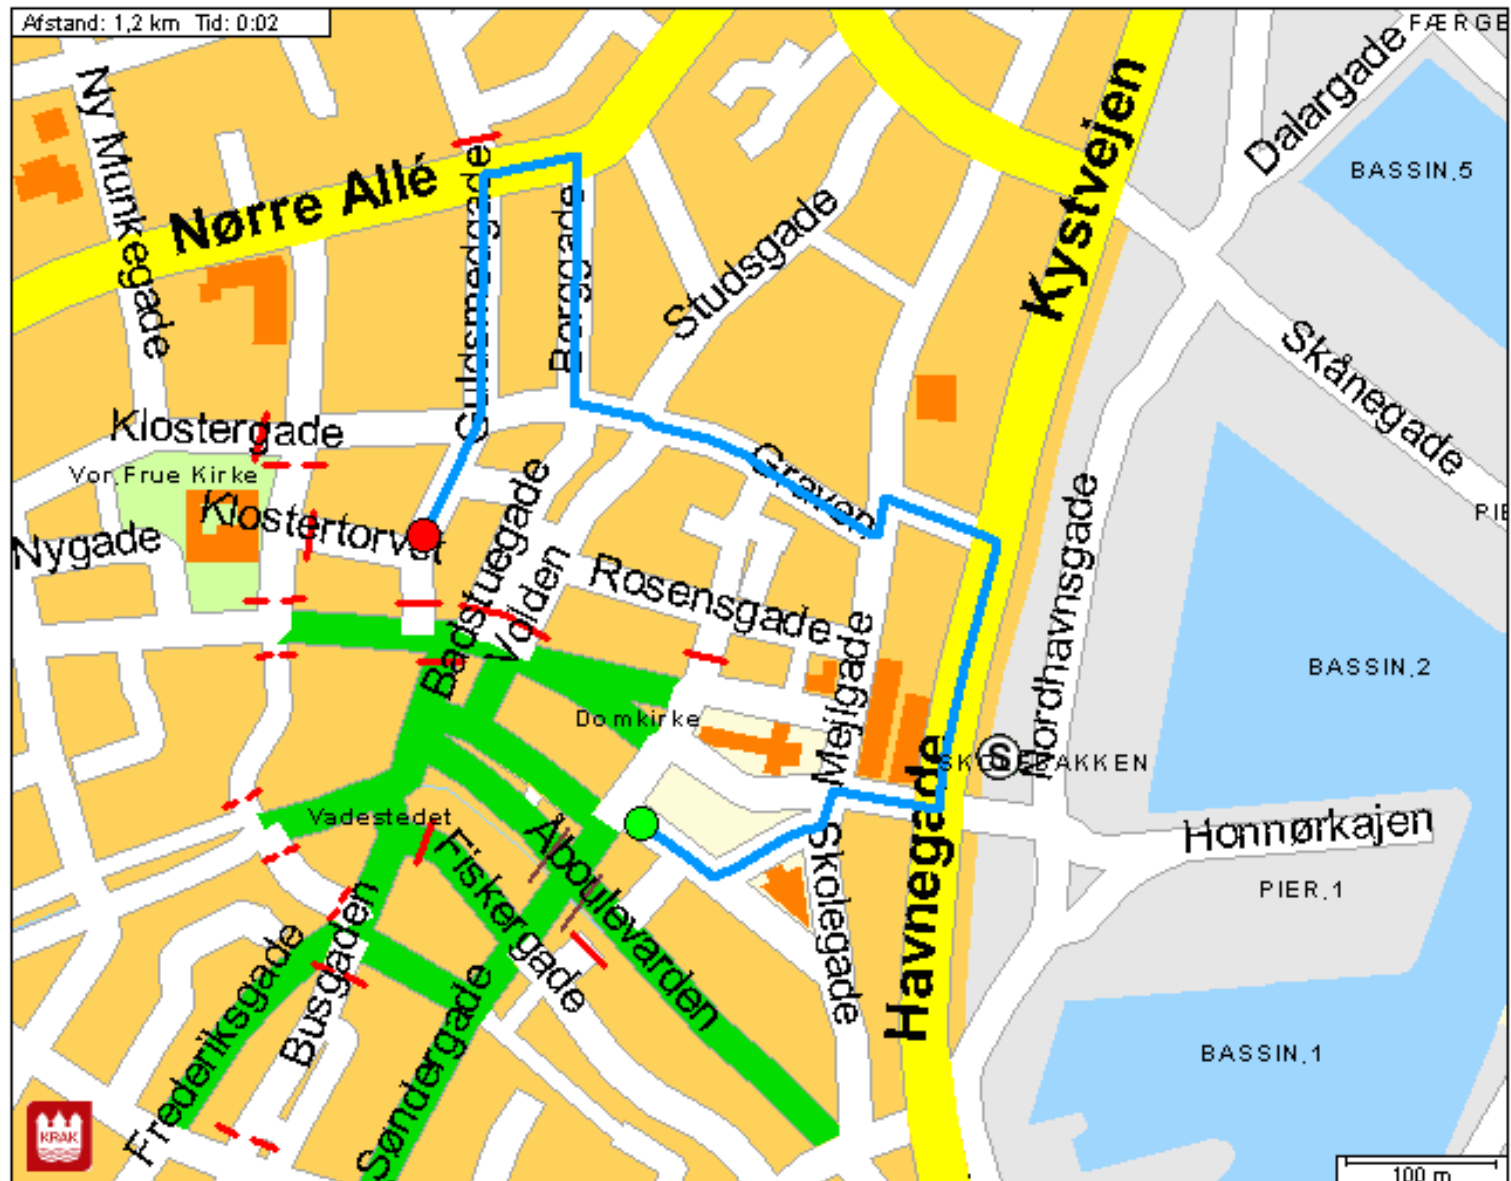 Afstand: 1,2 km Tid: 0:02
FÆRGE
Ny Munkegade
Nørre Allé
Guldsmedgade
Borggade
Studsgade
Kystvejen
Dalargade
BASSIN.5
Skånegade
Klostergade
Vor Frue Kirke
Klostertorvet
Nygade
Badstuegade
Volden
Graven
Rosensgade
Mejlgade
Nordhavnsgade
PIE
BASSIN.2
Domkirke
S
SKOLEBAKKEN
Vadestedet
Fiskergade
Åboulevarden
Skolegade
Havnegade
Honnørkajen
PIER.1
Frederiksgade
Busgaden
Søndergade
BASSIN.1
KRAK
100 m